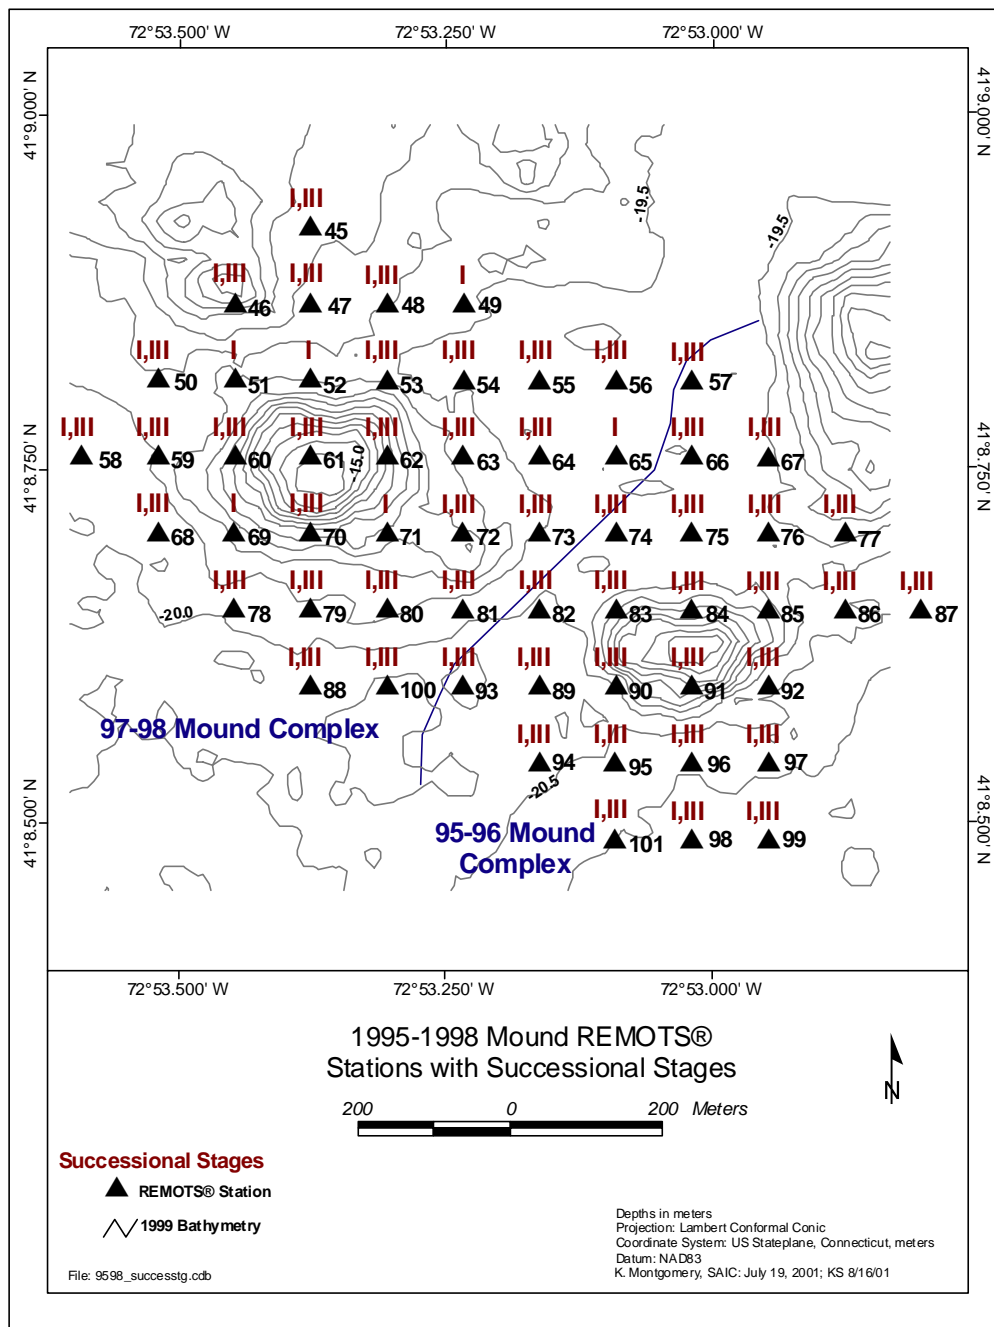 72°53.500' W 72°53.250' W 72°53.000' W
41°9.000' N 41°9.000' N
-19.5
-19.5
I,III
45
I,III I,III I,III I
46 47 48 49
I,III I I I,III I,III I,III I,III I,III
50 51 52 53 54 55 56 57
I,III I,III I,III I,III I,III I,III I,III I I,III I,III
58 59 60 61 62 63 64 65 66 67
-15.0
41°8.750' N 41°8.750' N
I,III I I,III I I,III I,III I,III I,III I,III I,III
68 69 70 71 72 73 74 75 76 77
I,III I,III I,III I,III I,III I,III I,III I,III I,III I,III
78 79 80 81 82 83 84 85 86 87
-20.0
I,III I,III I,III I,III I,III I,III I,III
88 100 93 89 90 91 92
97-98 Mound Complex
I,III I,III I,III I,III
94 95 96 97
-20.5
41°8.500' N 41°8.500' N
I,III I,III I,III
101 98 99
95-96 Mound
Complex
72°53.500' W 72°53.250' W 72°53.000' W
1995-1998 Mound REMOTS®
Stations with Successional Stages
200 0 200 Meters
N
Successional Stages
REMOTS® Station
1999 Bathymetry
File: 9598_successtg.cdb
Depths in meters
Projection: Lambert Conformal Conic
Coordinate System: US Stateplane, Connecticut, meters
Datum: NAD83
K. Montgomery, SAIC: July 19, 2001; KS 8/16/01